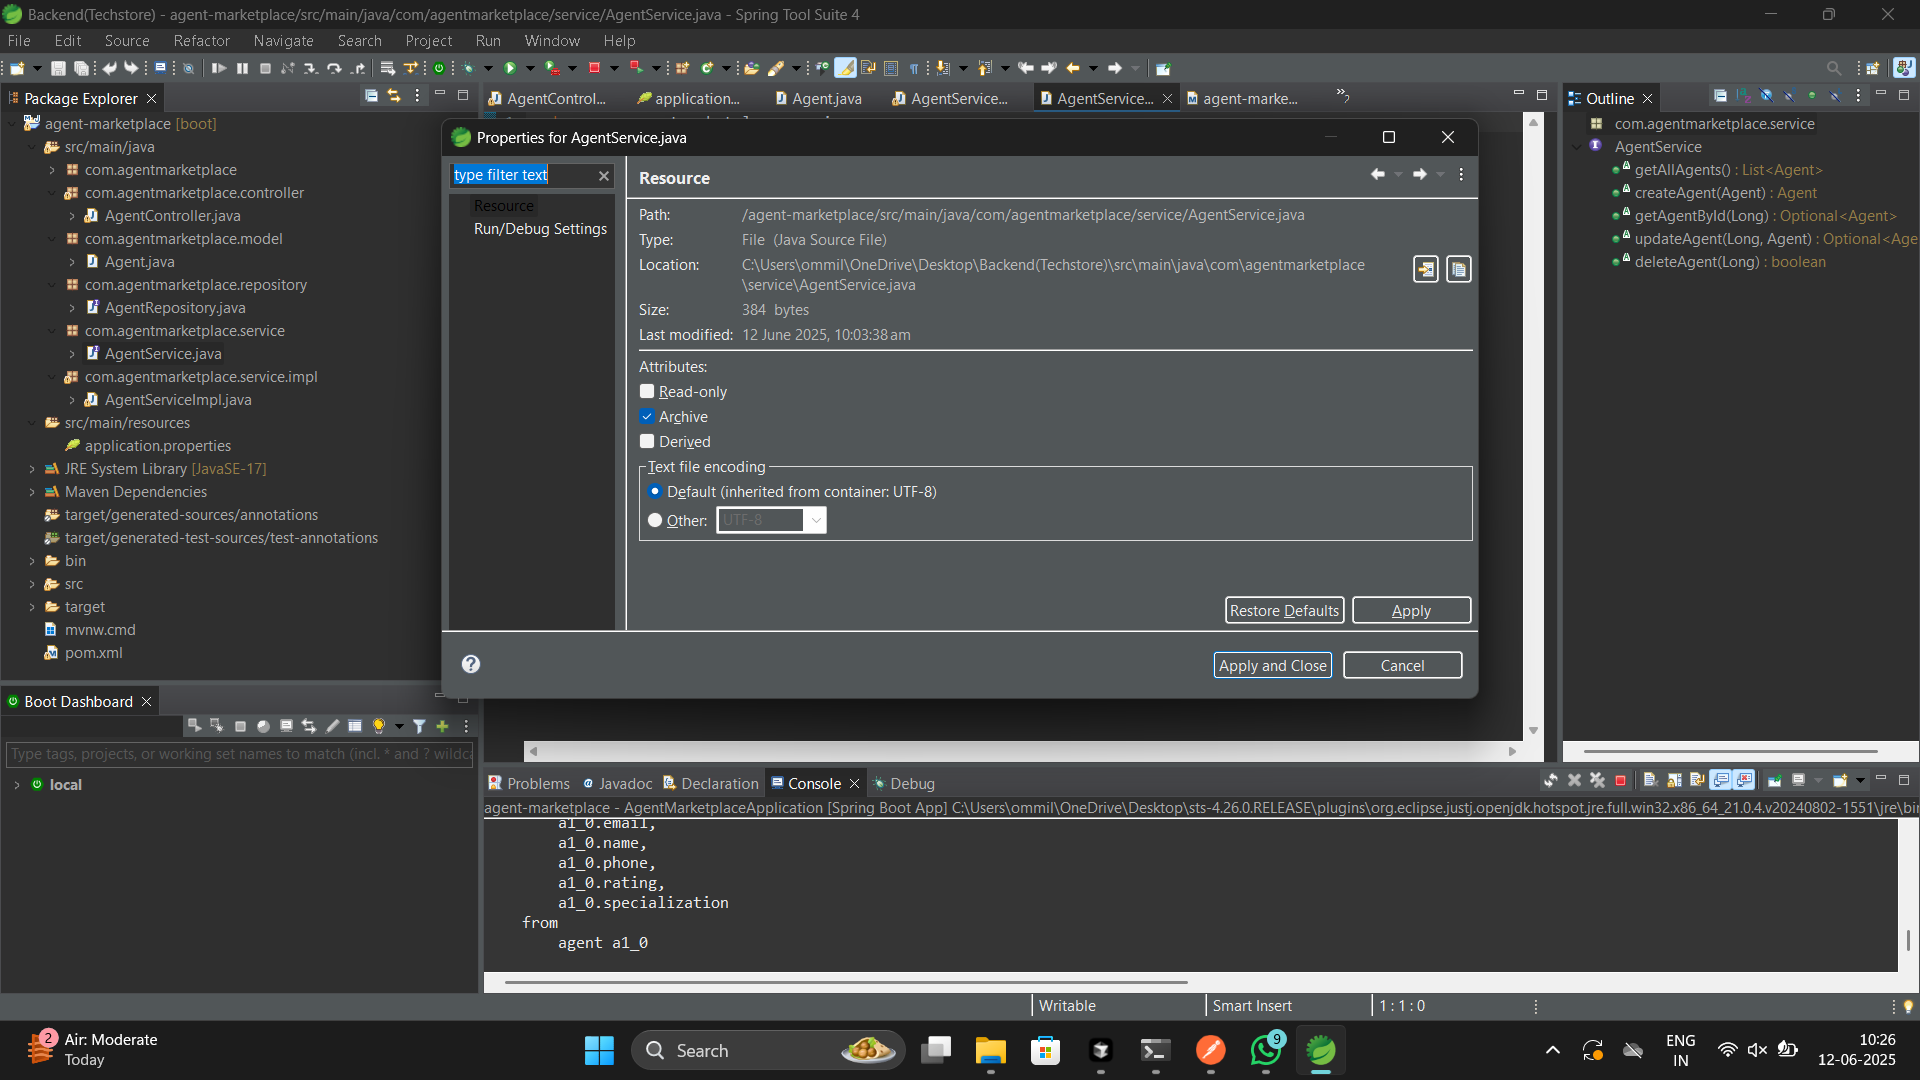 Backend(Techstore) - agent-marketplace/src/main/java/com/agentmarketplace/service/AgentService.java - Spring Tool Suite 4
File Edit Source Refactor Navigate Search Project Run Window Help
Package Explorer
agent-marketplace [boot]
src/main/java
com.agentmarketplace
com.agentmarketplace.controller
AgentController.java
com.agentmarketplace.model
Agent.java
com.agentmarketplace.repository
AgentRepository.java
com.agentmarketplace.service
AgentService.java
com.agentmarketplace.service.impl
AgentServiceImpl.java
src/main/resources
application.properties
JRE System Library [JavaSE-17]
Maven Dependencies
target/generated-sources/annotations
target/generated-test-sources/test-annotations
bin
src
target
mvnw.cmd
pom.xml
AgentControl... application... Agent.java AgentService... AgentService... agent-marke...
Properties for AgentService.java
type filter text
Resource
Run/Debug Settings
Resource
Path: /agent-marketplace/src/main/java/com/agentmarketplace/service/AgentService.java
Type: File (Java Source File)
Location: C:\Users\ommil\OneDrive\Desktop\Backend(Techstore)\src\main\java\com\agentmarketplace
\service\AgentService.java
Size: 384 bytes
Last modified: 12 June 2025, 10:03:38 am
Attributes:
Read-only
Archive
Derived
Text file encoding
Default (inherited from container: UTF-8)
Other: UTF-8
Restore Defaults Apply
Apply and Close Cancel
Outline
com.agentmarketplace.service
AgentService
getAllAgents() : List<Agent>
createAgent(Agent) : Agent
getAgentById(Long) : Optional<Agent>
updateAgent(Long, Agent) : Optional<Age
deleteAgent(Long) : boolean
Boot Dashboard
Type tags, projects, or working set names to match (incl. * and ? wildca
local
Problems Javadoc Declaration Console Debug
agent-marketplace - AgentMarketplaceApplication [Spring Boot App] C:\Users\ommil\OneDrive\Desktop\sts-4.26.0.RELEASE\plugins\org.eclipse.justj.openjdk.hotspot.jre.full.win32.x86_64_21.0.4.v20240802-1551\jre\bin
a1_0.email,
a1_0.name,
a1_0.phone,
a1_0.rating,
a1_0.specialization
from
agent a1_0
Writable Smart Insert 1 : 1 : 0
2
Air: Moderate
Today
Search
9
ENG
IN
10:26
12-06-2025